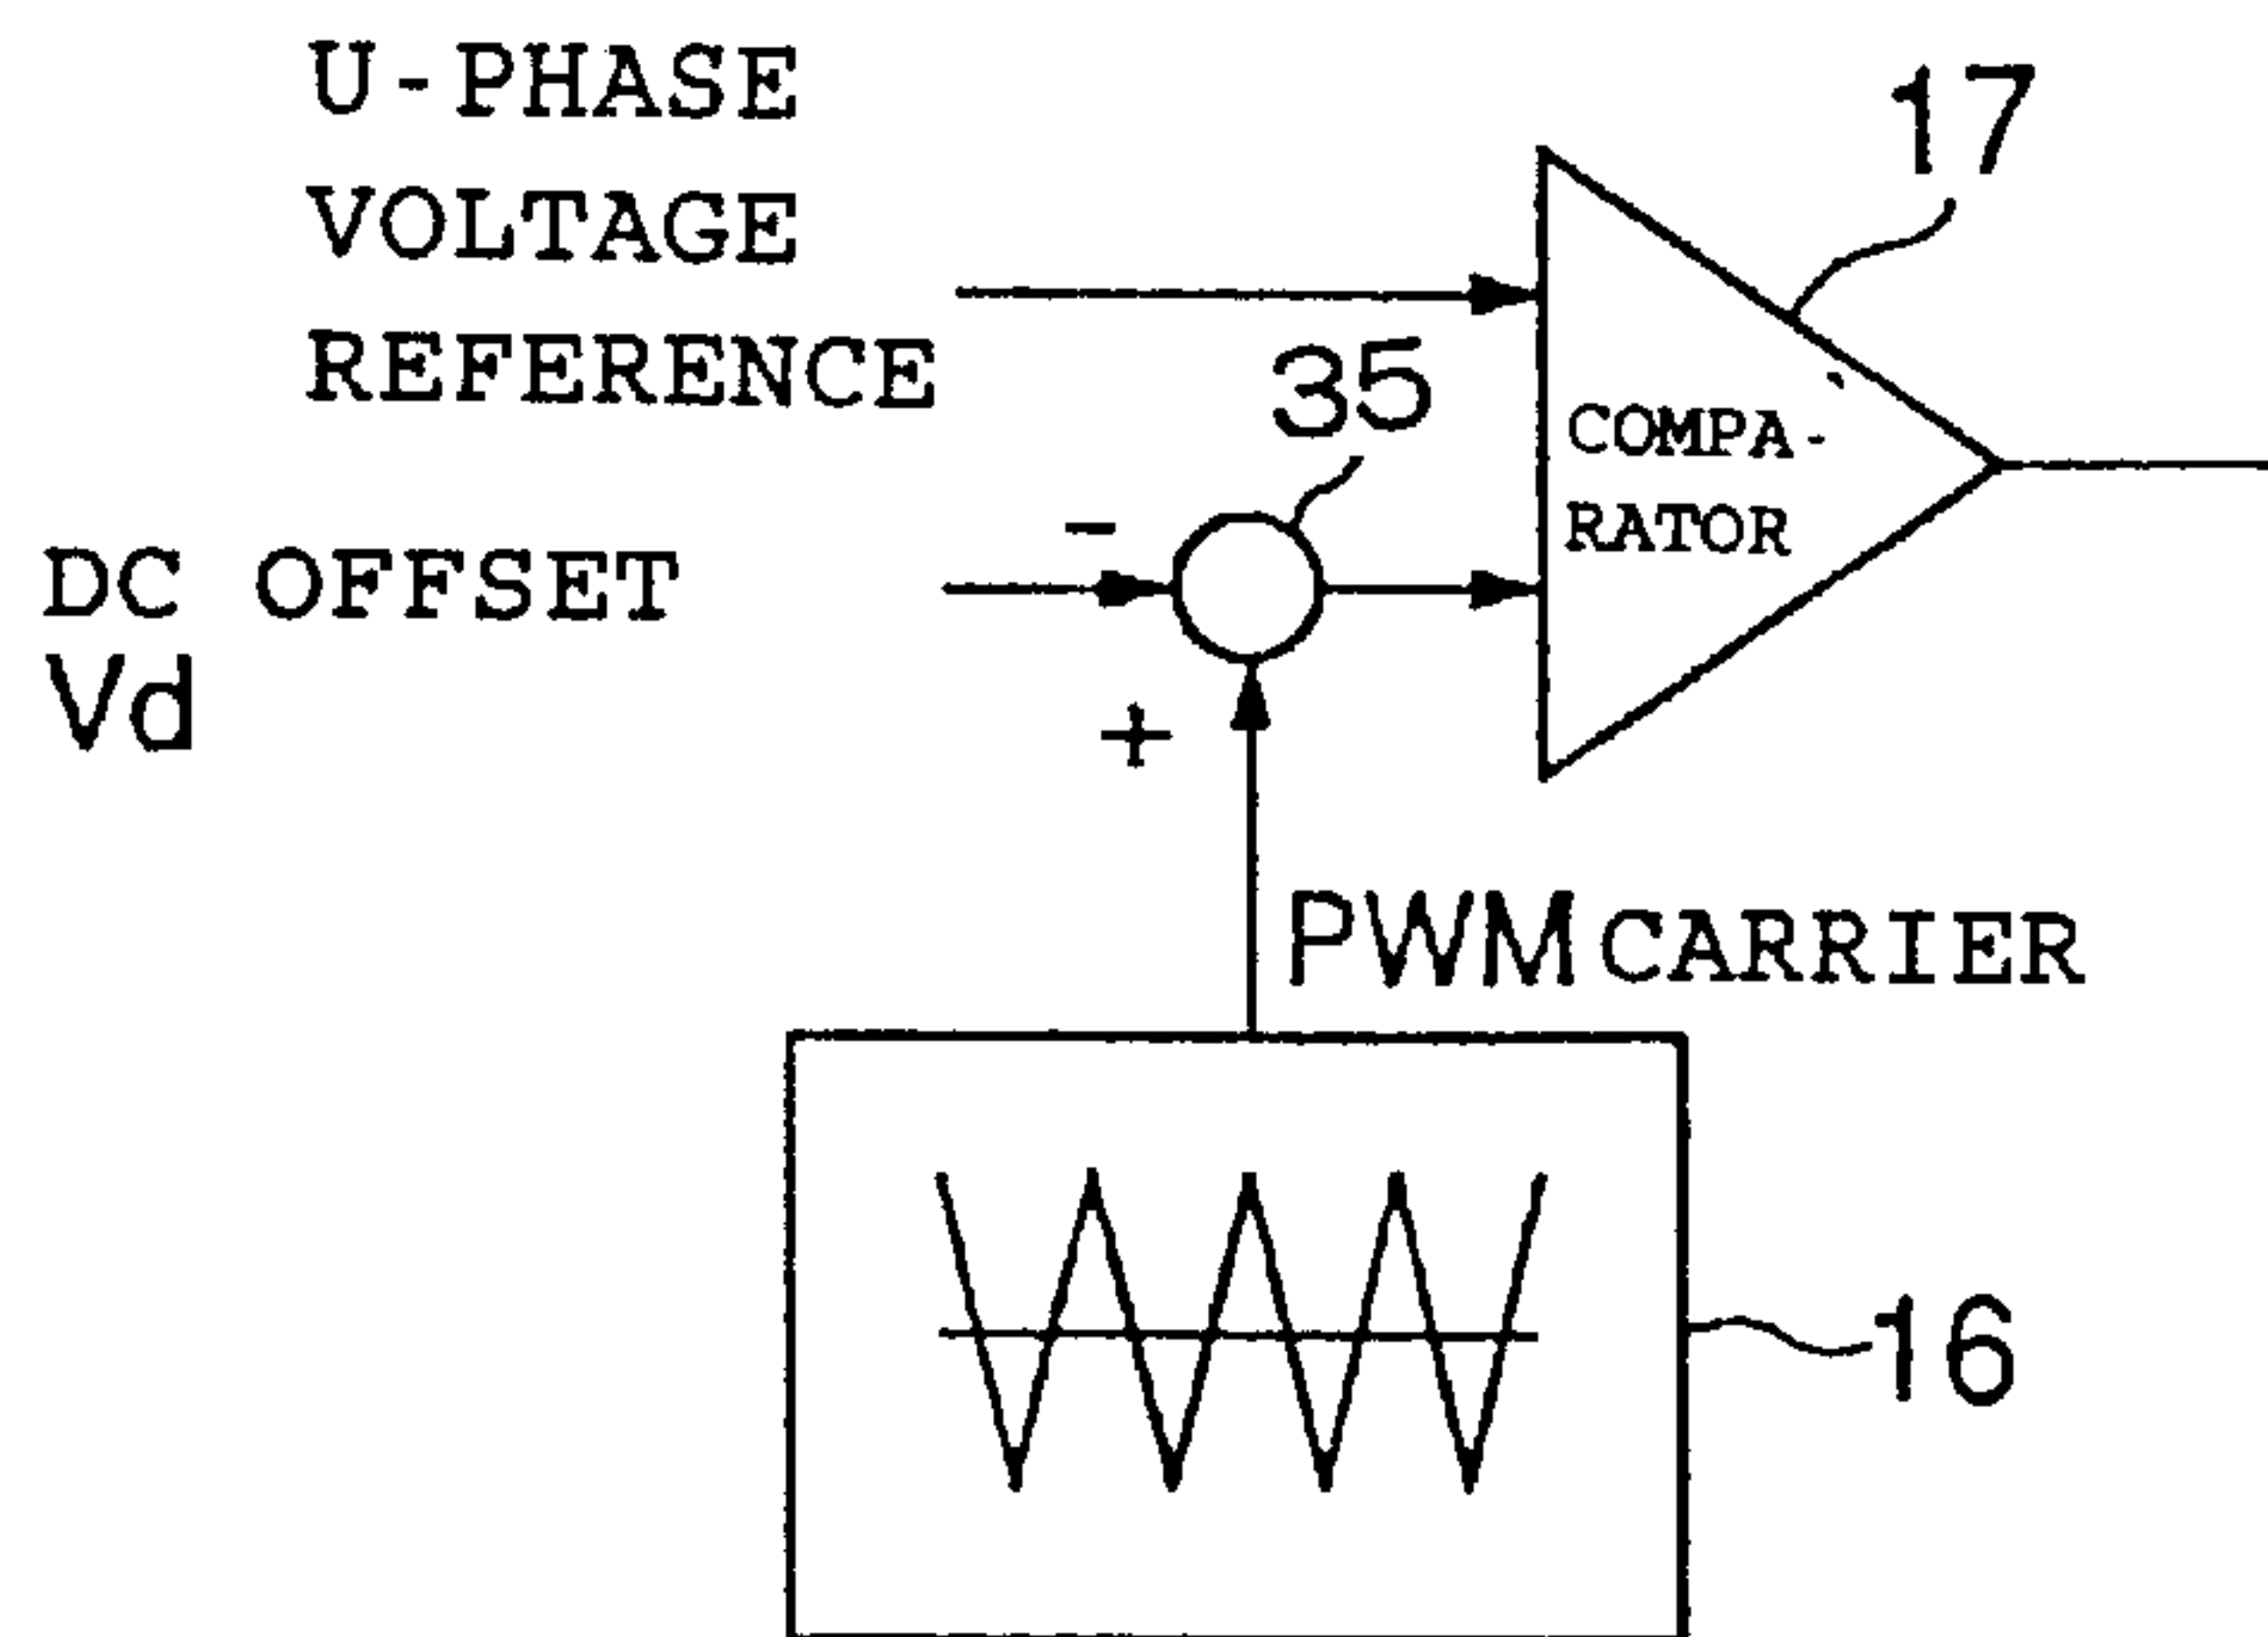 U-PHASE
VOLTAGE
REFERENCE
17
35
COMPA-
RATOR
-
DC OFFSET
Vd
+
PWM CARRIER
16